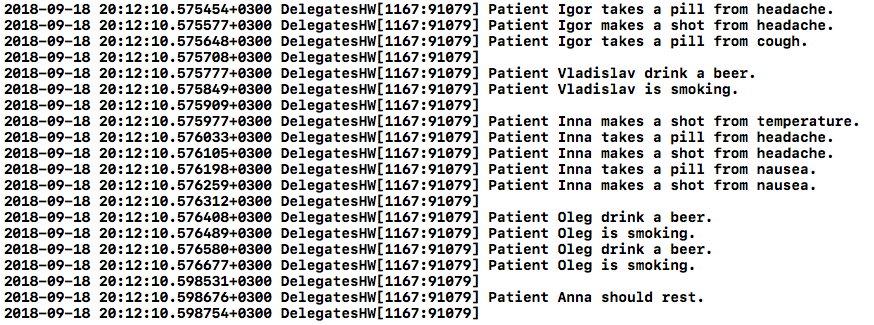 2018-09-18 20:12:10.575454+0300 DelegatesHW[1167:91079] Patient Igor takes a pill from headache.
2018-09-18 20:12:10.575577+0300 DelegatesHW[1167:91079] Patient Igor makes a shot from headache.
2018-09-18 20:12:10.575648+0300 DelegatesHW[1167:91079] Patient Igor takes a pill from cough.
2018-09-18 20:12:10.575708+0300 DelegatesHW[1167:91079]
2018-09-18 20:12:10.575777+0300 DelegatesHW[1167:91079] Patient Vladislav drink a beer.
2018-09-18 20:12:10.575849+0300 DelegatesHW[1167:91079] Patient Vladislav is smoking.
2018-09-18 20:12:10.575909+0300 DelegatesHW[1167:91079]
2018-09-18 20:12:10.575977+0300 DelegatesHW[1167:91079] Patient Inna makes a shot from temperature.
2018-09-18 20:12:10.576033+0300 DelegatesHW[1167:91079] Patient Inna takes a pill from headache.
2018-09-18 20:12:10.576105+0300 DelegatesHW[1167:91079] Patient Inna makes a shot from headache.
2018-09-18 20:12:10.576198+0300 DelegatesHW[1167:91079] Patient Inna takes a pill from nausea.
2018-09-18 20:12:10.576259+0300 DelegatesHW[1167:91079] Patient Inna makes a shot from nausea.
2018-09-18 20:12:10.576312+0300 DelegatesHW[1167:91079]
2018-09-18 20:12:10.576408+0300 DelegatesHW[1167:91079] Patient Oleg drink a beer.
2018-09-18 20:12:10.576489+0300 DelegatesHW[1167:91079] Patient Oleg is smoking.
2018-09-18 20:12:10.576580+0300 DelegatesHW[1167:91079] Patient Oleg drink a beer.
2018-09-18 20:12:10.576677+0300 DelegatesHW[1167:91079] Patient Oleg is smoking.
2018-09-18 20:12:10.598531+0300 DelegatesHW[1167:91079]
2018-09-18 20:12:10.598676+0300 DelegatesHW[1167:91079] Patient Anna should rest.
2018-09-18 20:12:10.598754+0300 DelegatesHW[1167:91079]